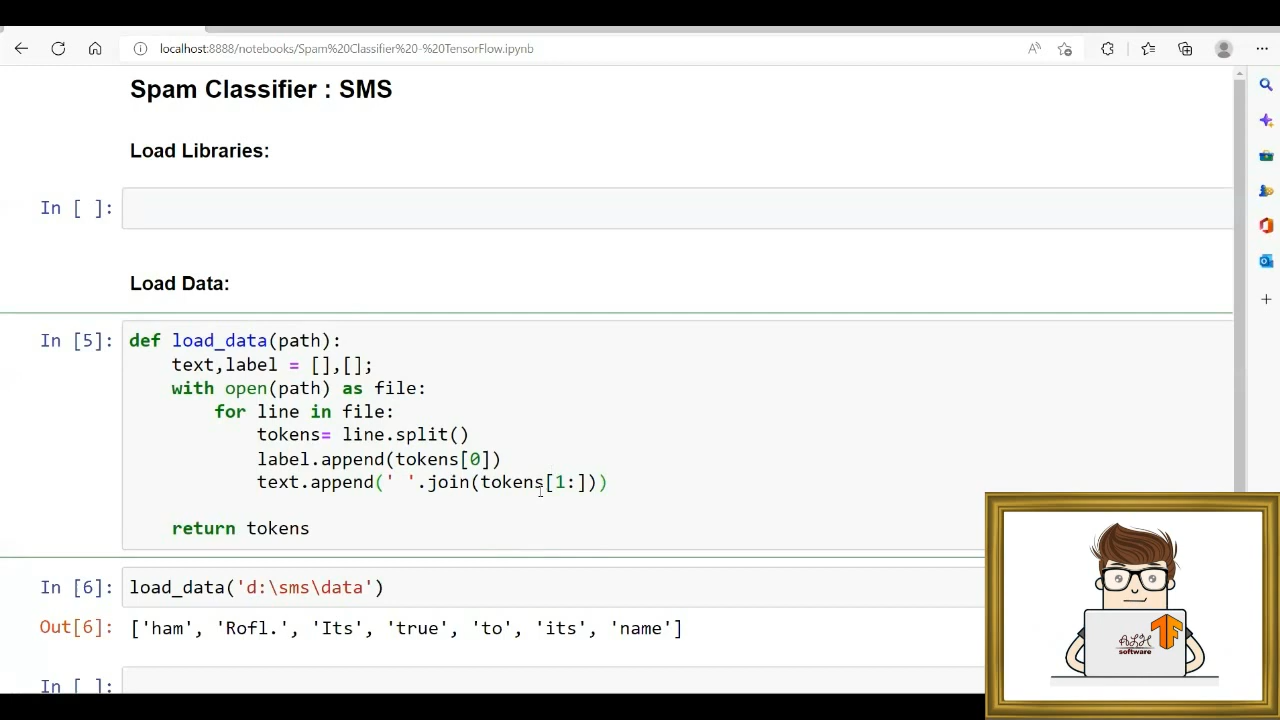 localhost:8888/notebooks/Spam%20Classifier%20-%20TensorFlow.ipynb
Spam Classifier : SMS
Load Libraries:
In [ ]:
Load Data:
In [5]: def load_data(path):
text,label = [],[];
with open(path) as file:
for line in file:
tokens= line.split()
label.append(tokens[0])
text.append(' '.join(tokens[1:]))
return tokens
In [6]: load_data('d:\sms\data')
Out[6]: ['ham', 'Rofl.', 'Its', 'true', 'to', 'its', 'name']
In [ ]:
software